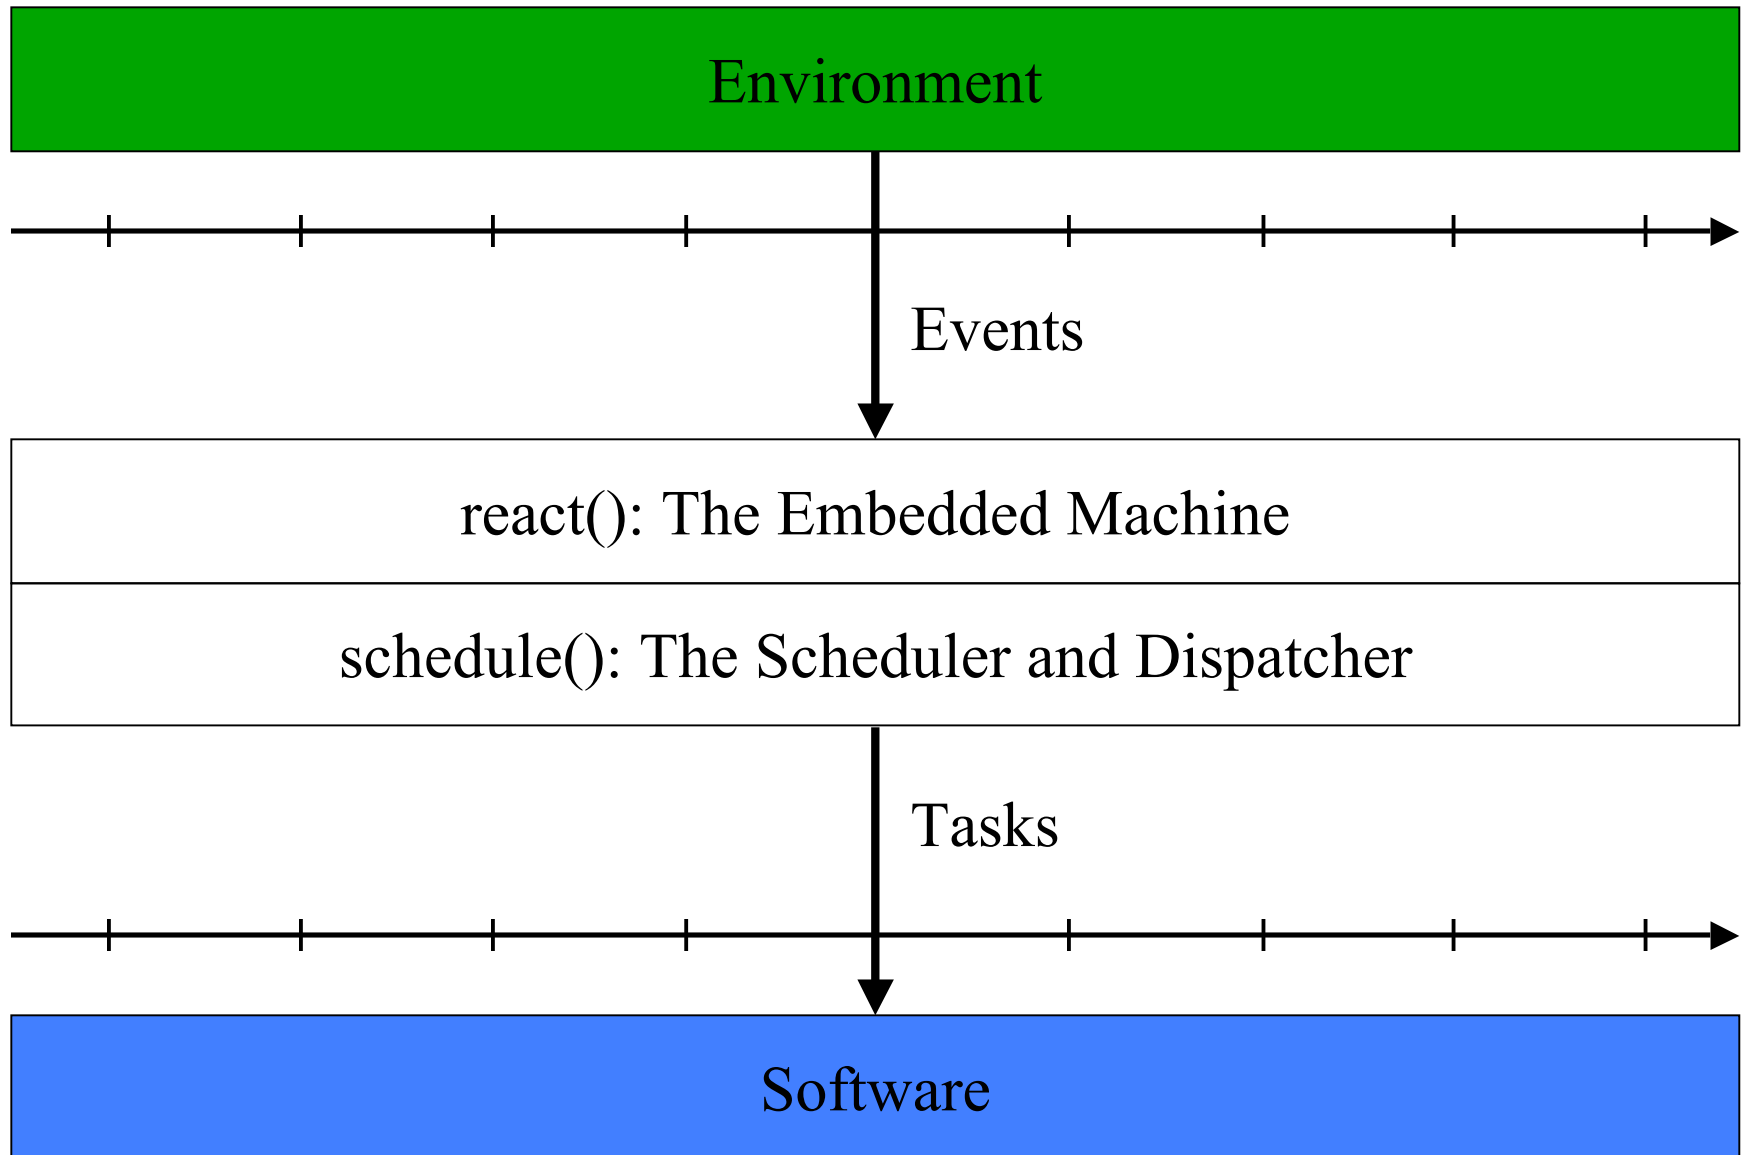 Environment
Events
react(): The Embedded Machine
schedule(): The Scheduler and Dispatcher
Tasks
Software